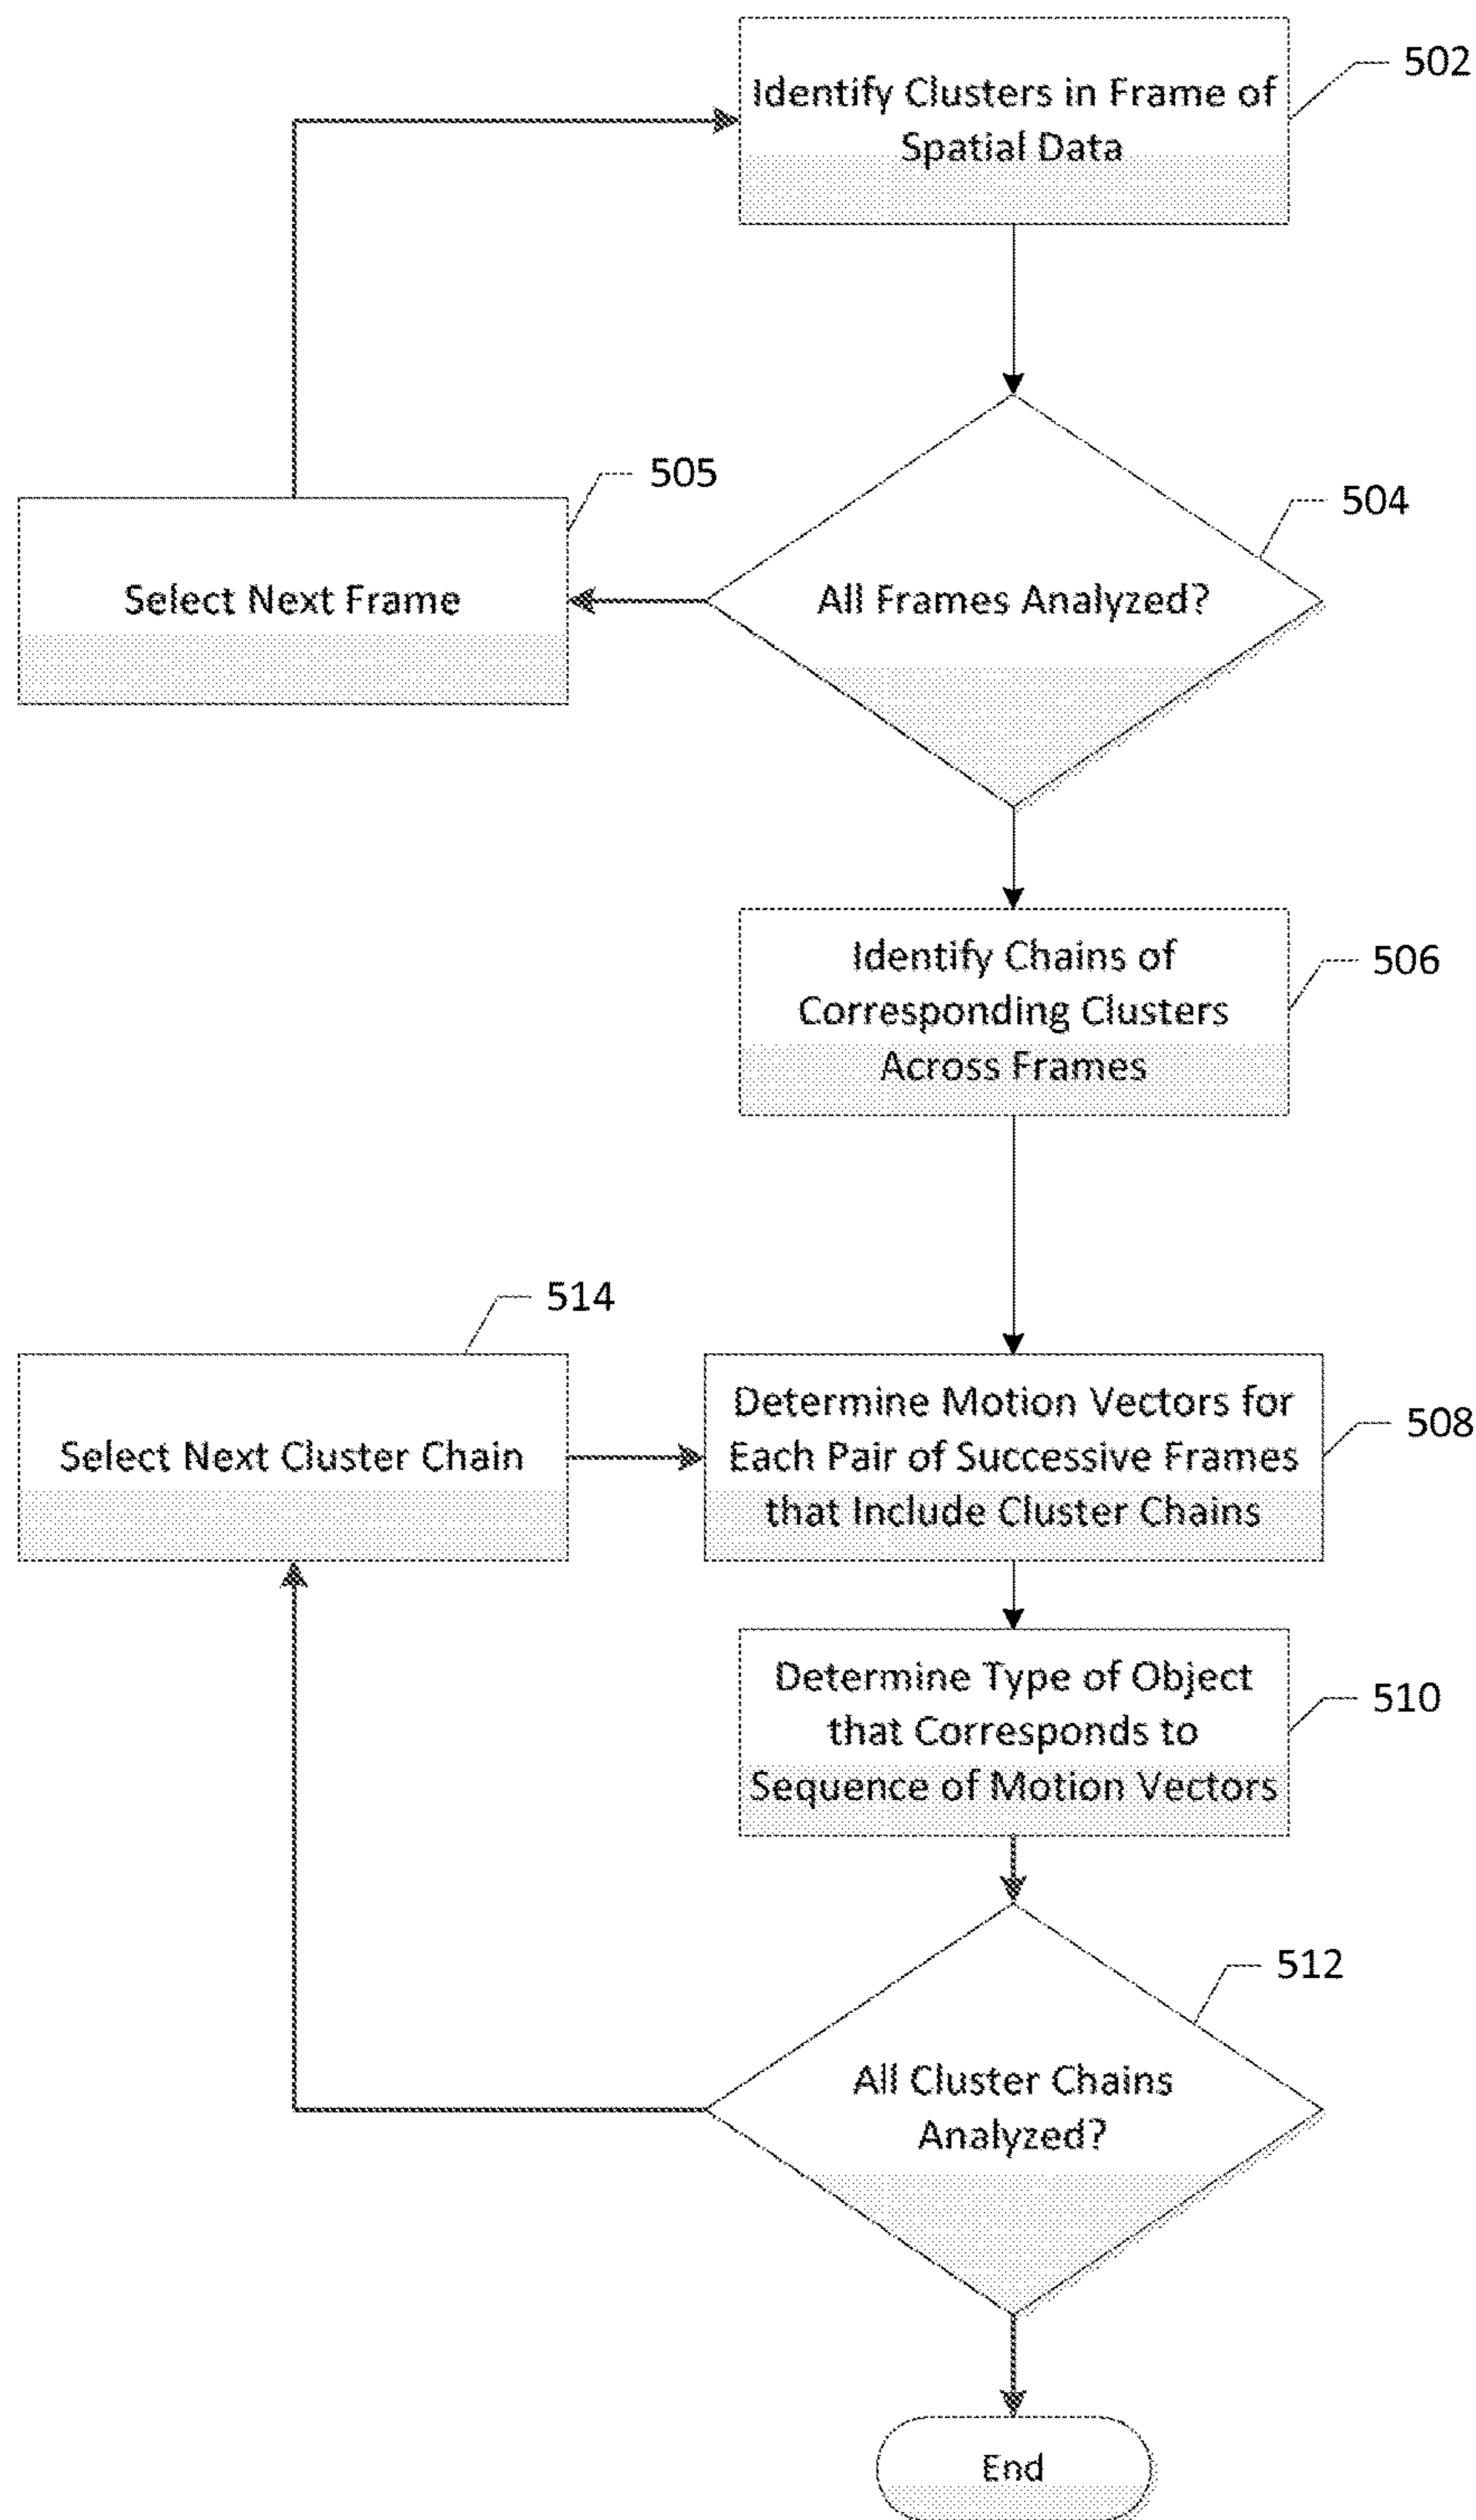 502
Identify Clusters in Frame of
Spatial Data
505
504
Select Next Frame
All Frames Analyzed?
Identify Chains of
Corresponding Clusters
Across Frames
506
514
Select Next Cluster Chain
Determine Motion Vectors for
Each Pair of Successive Frames
that Include Cluster Chains
508
Determine Type of Object
that Corresponds to
Sequence of Motion Vectors
510
512
All Cluster Chains
Analyzed?
End